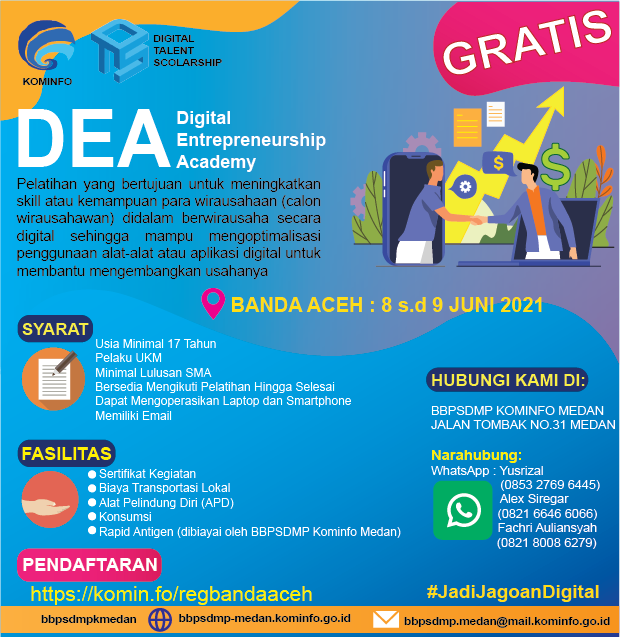 KOMINFO
DIGITAL
TALENT
SCOLARSHIP
GRATIS
DEA
Digital
Entrepreneurship
Academy
Pelatihan yang bertujuan untuk meningkatkan
skill atau kemampuan para wirausahaan (calon
wirausahawan) didalam berwirausaha secara
digital sehingga mampu mengoptimalisasi
penggunaan alat-alat atau aplikasi digital untuk
membantu mengembangkan usahanya
$
$
BANDA ACEH : 8 s.d 9 JUNI 2021
SYARAT
Usia Minimal 17 Tahun
Pelaku UKM
Minimal Lulusan SMA
Bersedia Mengikuti Pelatihan Hingga Selesai
Dapat Mengoperasikan Laptop dan Smartphone
Memiliki Email
FASILITAS
Sertifikat Kegiatan
Biaya Transportasi Lokal
Alat Pelindung Diri (APD)
Konsumsi
Rapid Antigen (dibiayai oleh BBPSDMP Kominfo Medan)
HUBUNGI KAMI DI:
BBPSDMP KOMINFO MEDAN
JALAN TOMBAK NO.31 MEDAN
Narahubung:
WhatsApp : Yusrizal
(0853 2769 6445)
Alex Siregar
(0821 6646 6066)
Fachri Auliansyah
(0821 8008 6279)
PENDAFTARAN
https://komin.fo/regbandaaceh
#JadiJagoanDigital
bbpsdmpkmedan
bbpsdmp-medan.kominfo.go.id
bbpsdmp.medan@mail.kominfo.go.id